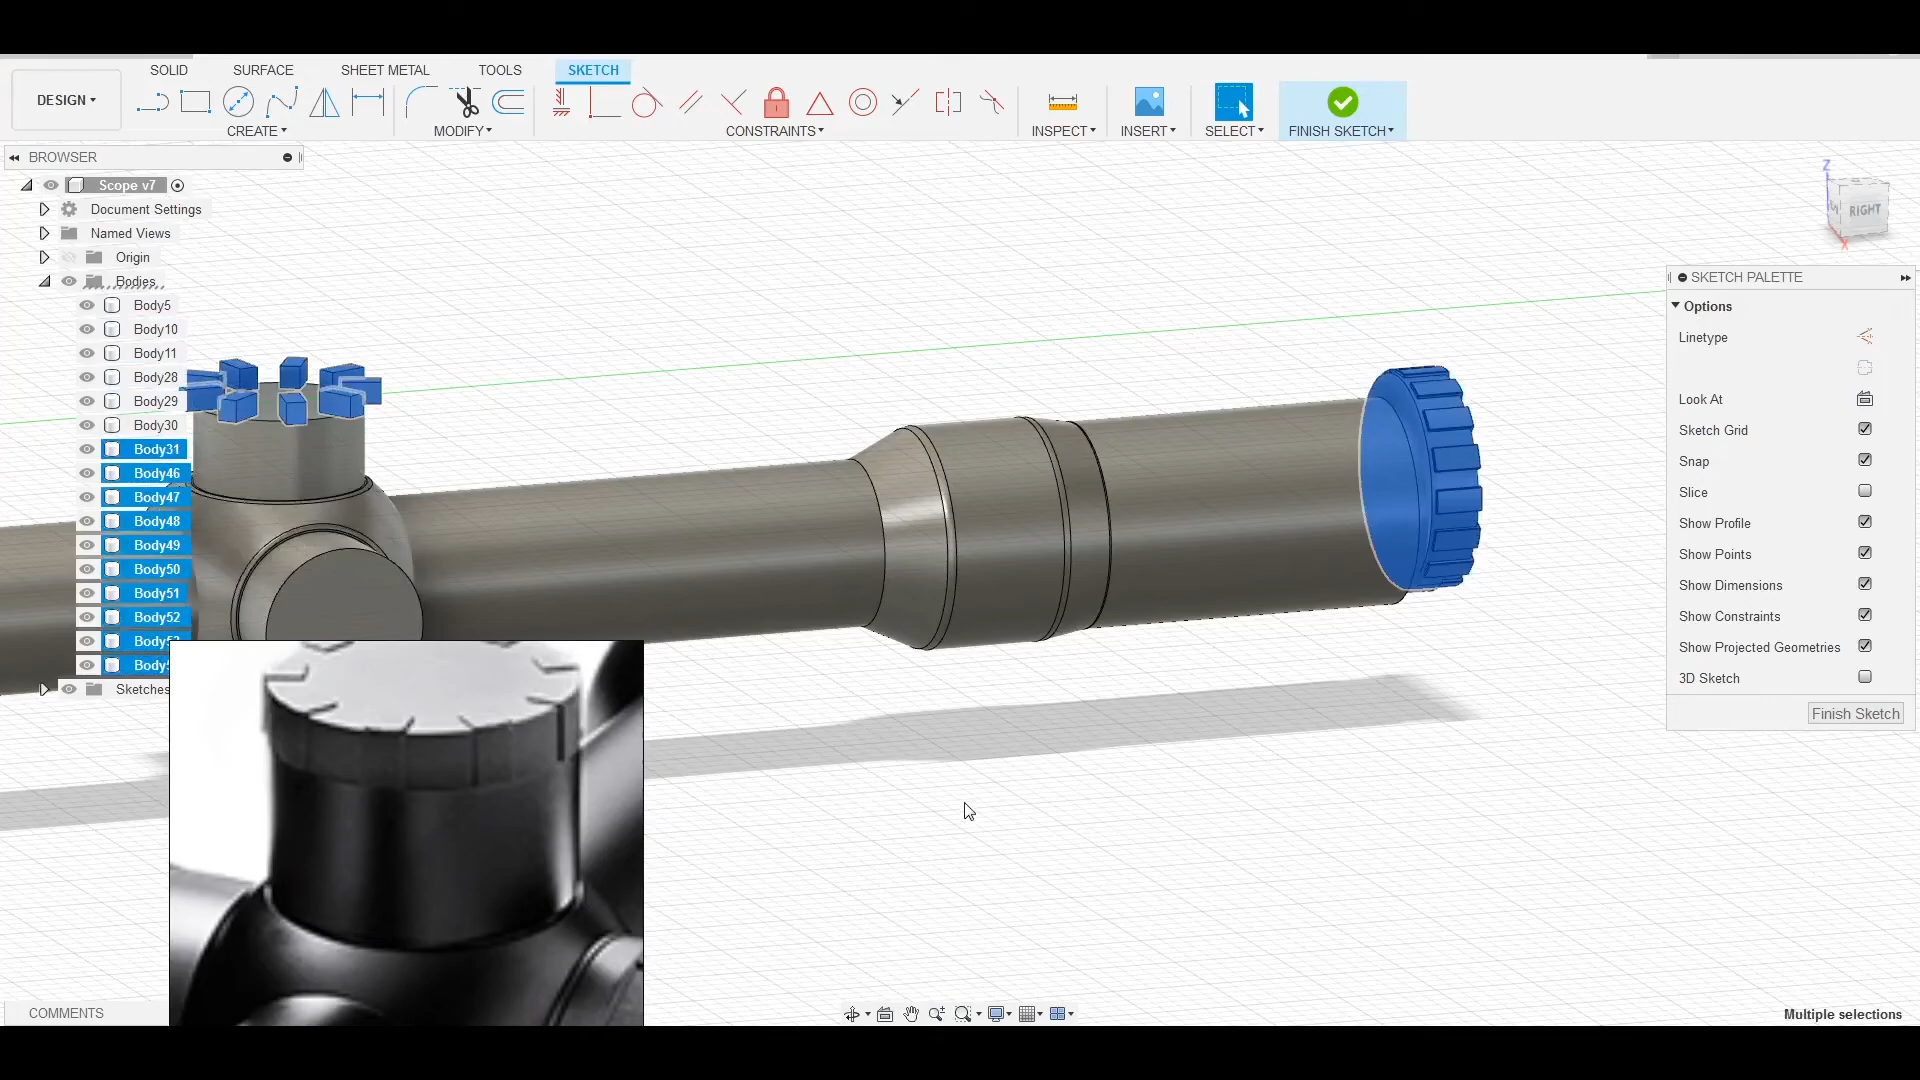 SOLID SURFACE SHEET METAL TOOLS SKETCH
DESIGN
CREATE MODIFY CONSTRAINTS INSPECT INSERT SELECT FINISH SKETCH
BROWSER
Scope v7
Document Settings
Named Views
Origin
Bodies
Body5
Body10
Body11
Body28
Body29
Body30
Body31
Body46
Body47
Body48
Body49
Body50
Body51
Body52
Sketches
COMMENTS
Z
RIGHT
X
SKETCH PALETTE
Options
Linetype
Look At
Sketch Grid
Snap
Slice
Show Profile
Show Points
Show Dimensions
Show Constraints
Show Projected Geometries
3D Sketch
Finish Sketch
Multiple selections